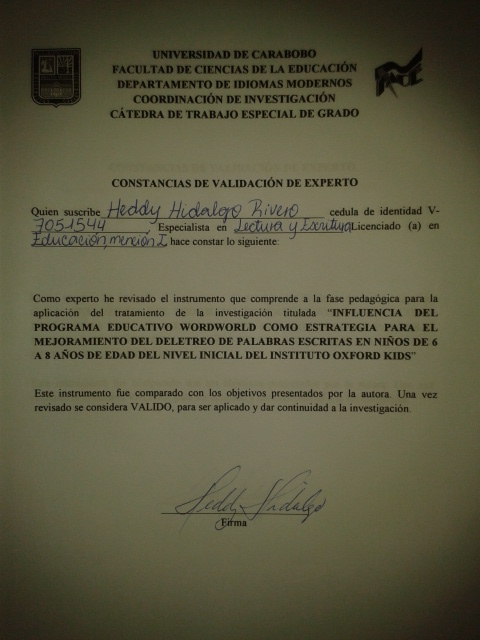 UNIVERSIDAD DE CARABOBO
FACULTAD DE CIENCIAS DE LA EDUCACIÓN
DEPARTAMENTO DE IDIOMAS MODERNOS
COORDINACIÓN DE INVESTIGACIÓN
CÁTEDRA DE TRABAJO ESPECIAL DE GRADO
FACE
CONSTANCIAS DE VALIDACIÓN DE EXPERTO
Quien suscribe Heddy Hidalgo Rivero cedula de identidad V-
7051544, Especialista en Lectura y Escritura Licenciado (a) en
Educación, mención I, hace constar lo siguiente:
Como experto he revisado el instrumento que comprende a la fase pedagógica para la
aplicación del tratamiento de la investigación titulada "INFLUENCIA DEL
PROGRAMA EDUCATIVO WORDWORLD COMO ESTRATEGIA PARA EL
MEJORAMIENTO DEL DELETREO DE PALABRAS ESCRITAS EN NIÑOS DE 6
A 8 AÑOS DE EDAD DEL NIVEL INICIAL DEL INSTITUTO OXFORD KIDS"
Este instrumento fue comparado con los objetivos presentados por la autora. Una vez
revisado se considera VALIDO, para ser aplicado y dar continuidad a la investigación.
Heddy Hidalgo
Firma